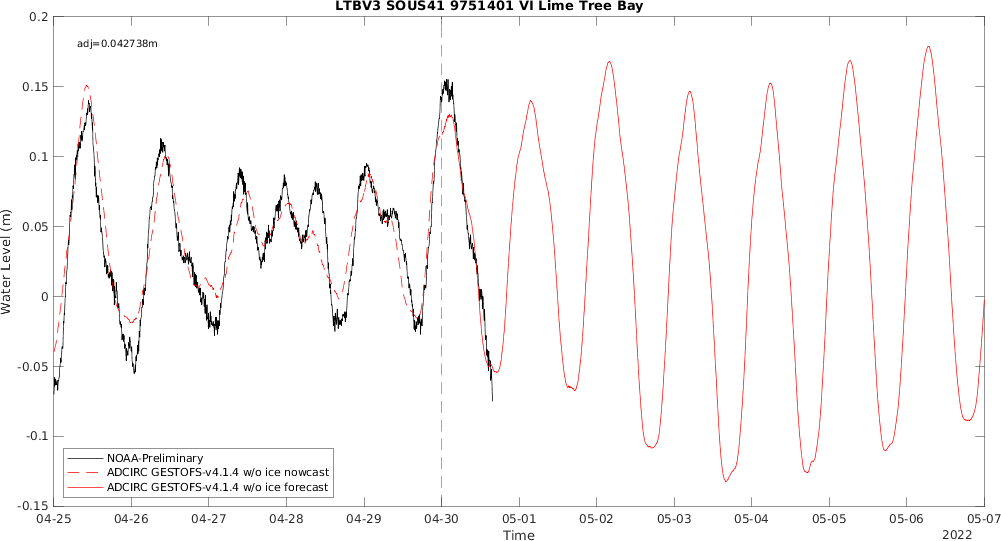 LTBV3 SOUS41 9751401 VI Lime Tree Bay
adj=0.042738m
0.2
0.15
0.1
0.05
0
-0.05
-0.1
-0.15
Water Level (m)
NOAA-Preliminary
ADCIRC GESTOFS-v4.1.4 w/o ice nowcast
ADCIRC GESTOFS-v4.1.4 w/o ice forecast
04-25 04-26 04-27 04-28 04-29 04-30 05-01 05-02 05-03 05-04 05-05 05-06 05-07
Time
2022